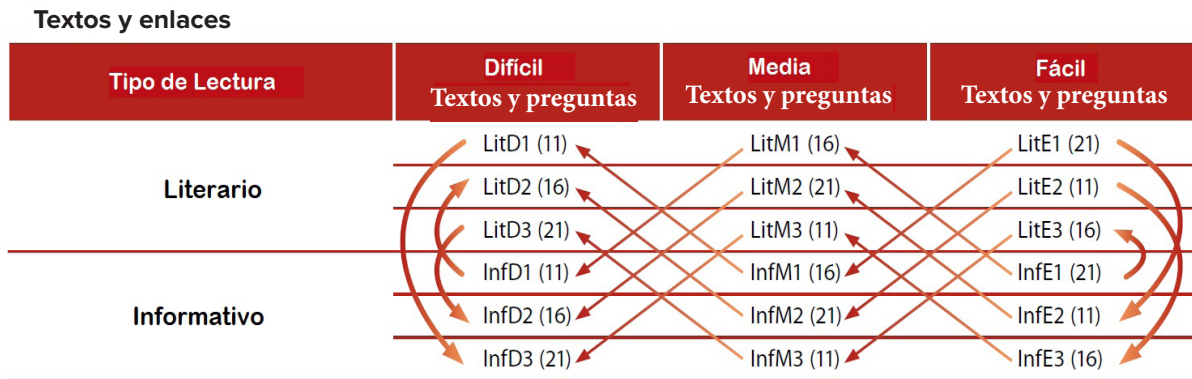 Textos y enlaces
Tipo de Lectura
Difícil
Textos y preguntas
Media
Textos y preguntas
Fácil
Textos y preguntas
Literario
LitD1 (11) LitM1 (16) LitE1 (21)
LitD2 (16) LitM2 (21) LitE2 (11)
LitD3 (21) LitM3 (11) LitE3 (16)
Informativo
InfD1 (11) InfM1 (16) InfE1 (21)
InfD2 (16) InfM2 (21) InfE2 (11)
InfD3 (21) InfM3 (11) InfE3 (16)